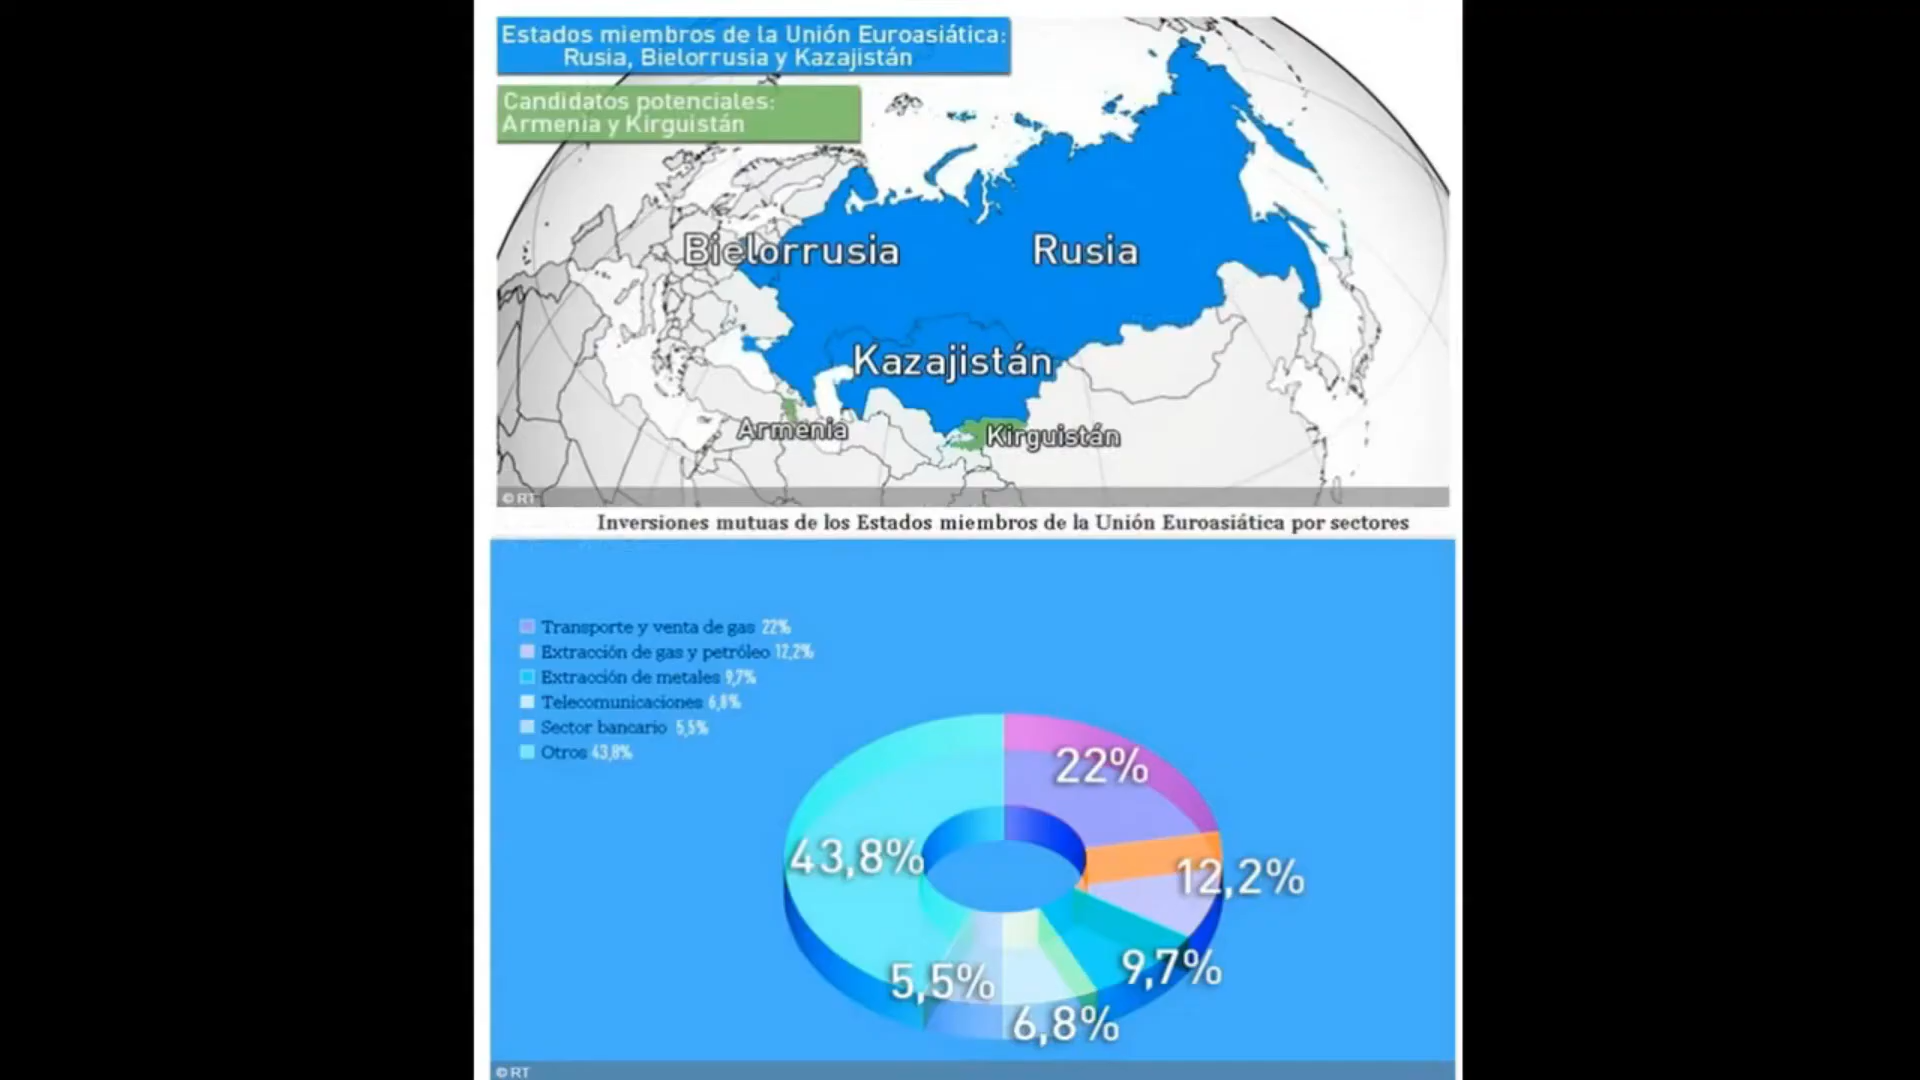 Estados miembros de la Unión Euroasiática:
Rusia, Bielorrusia y Kazajistán
Candidatos potenciales:
Armenia y Kirguistán
Bielorrusia
Rusia
Kazajistán
Armenia
Kirguistán
© RT
Inversiones mutuas de los Estados miembros de la Unión Euroasiática por sectores
Transporte y venta de gas 22%
Extracción de gas y petróleo 12,2%
Extracción de metales 9,7%
Telecomunicaciones 6,8%
Sector bancario 5,5%
Otros 43,8%
22%
43,8%
12,2%
9,7%
5,5%
6,8%
© RT